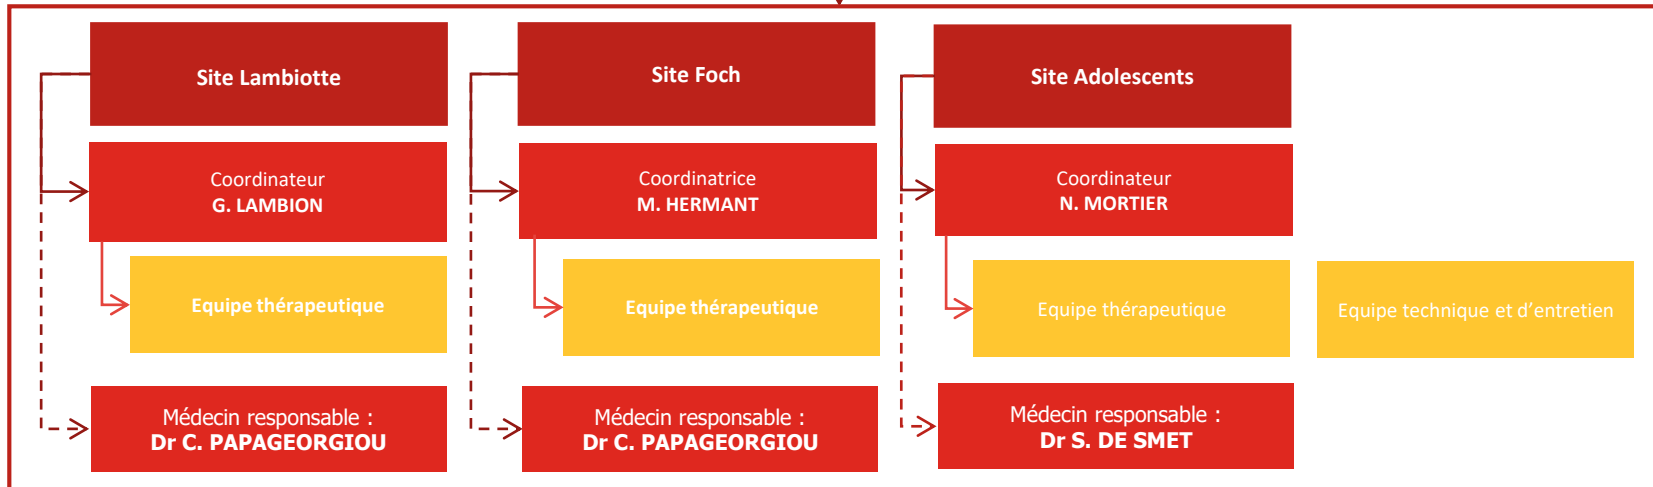 Site Lambiotte
Site Foch
Site Adolescents
Coordinateur
G. LAMBION
Coordinatrice
M. HERMANT
Coordinateur
N. MORTIER
Equipe thérapeutique
Equipe thérapeutique
Equipe thérapeutique
Equipe technique et d’entretien
Médecin responsable :
Dr C. PAPAGEORGIOU
Médecin responsable :
Dr C. PAPAGEORGIOU
Médecin responsable :
Dr S. DE SMET